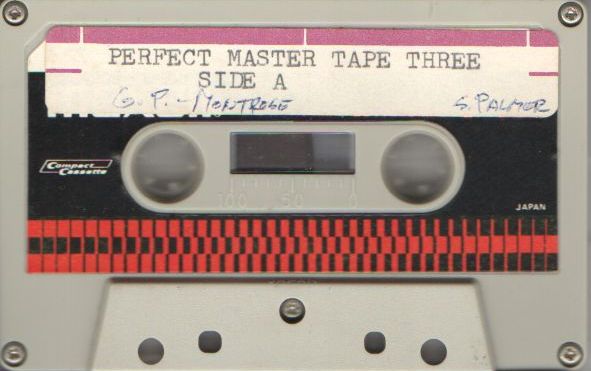 PERFECT MASTER TAPE THREE
SIDE A
G. P. - MONTROSE S. PALMER
Compact
Cassette
100 50 0
JAPAN